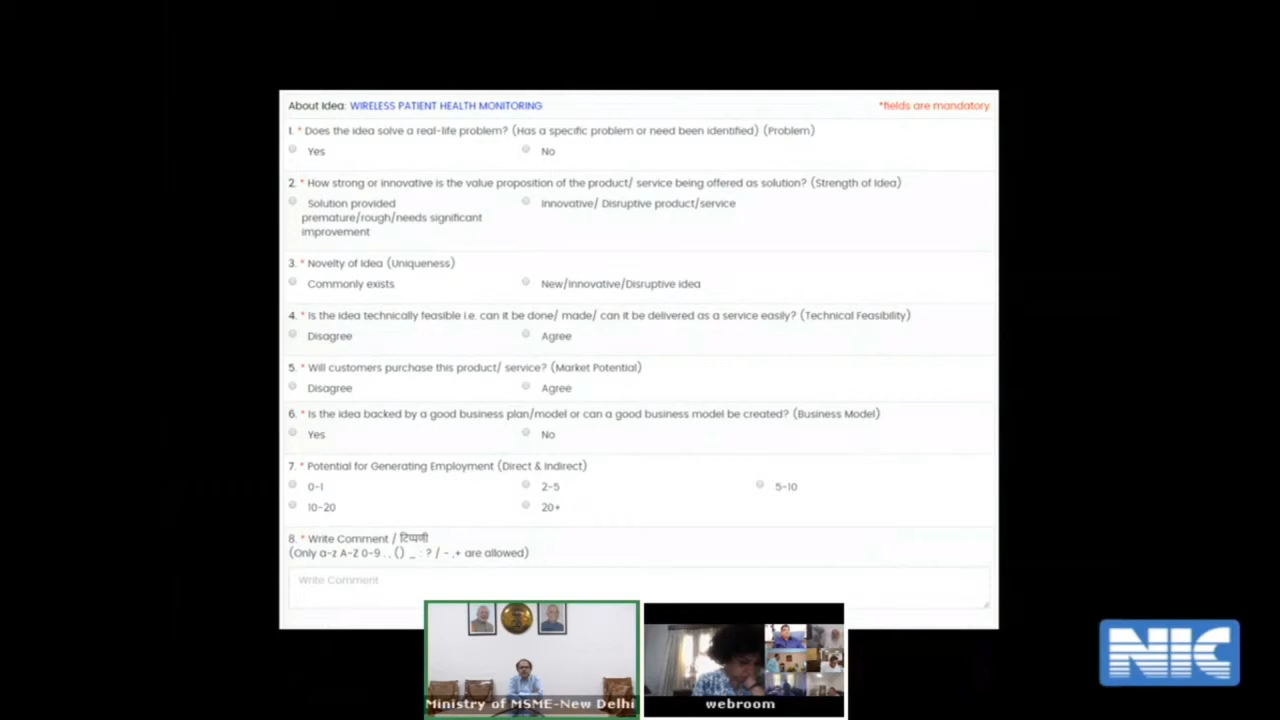 About Idea: WIRELESS PATIENT HEALTH MONITORING
*fields are mandatory
1. * Does the idea solve a real-life problem? (Has a specific problem or need been identified) (Problem)
Yes No
2. * How strong or innovative is the value proposition of the product/ service being offered as solution? (Strength of Idea)
Solution provided Innovative/ Disruptive product/service
premature/rough/needs significant
improvement
3. * Novelty of Idea (Uniqueness)
Commonly exists New/Innovative/Disruptive idea
4. * Is the idea technically feasible i.e. can it be done/ made/ can it be delivered as a service easily? (Technical Feasibility)
Disagree Agree
5. * Will customers purchase this product/ service? (Market Potential)
Disagree Agree
6. * Is the idea backed by a good business plan/model or can a good business model be created? (Business Model)
Yes No
7. * Potential for Generating Employment (Direct & Indirect)
0-1 2-5 5-10
10-20 20+
8. * Write Comment / टिप्पणी
(Only a-z A-Z 0-9 . , () _ : ? / - ,+ are allowed)
Write Comment
Ministry of MSME-New Delhi
webroom
NIC